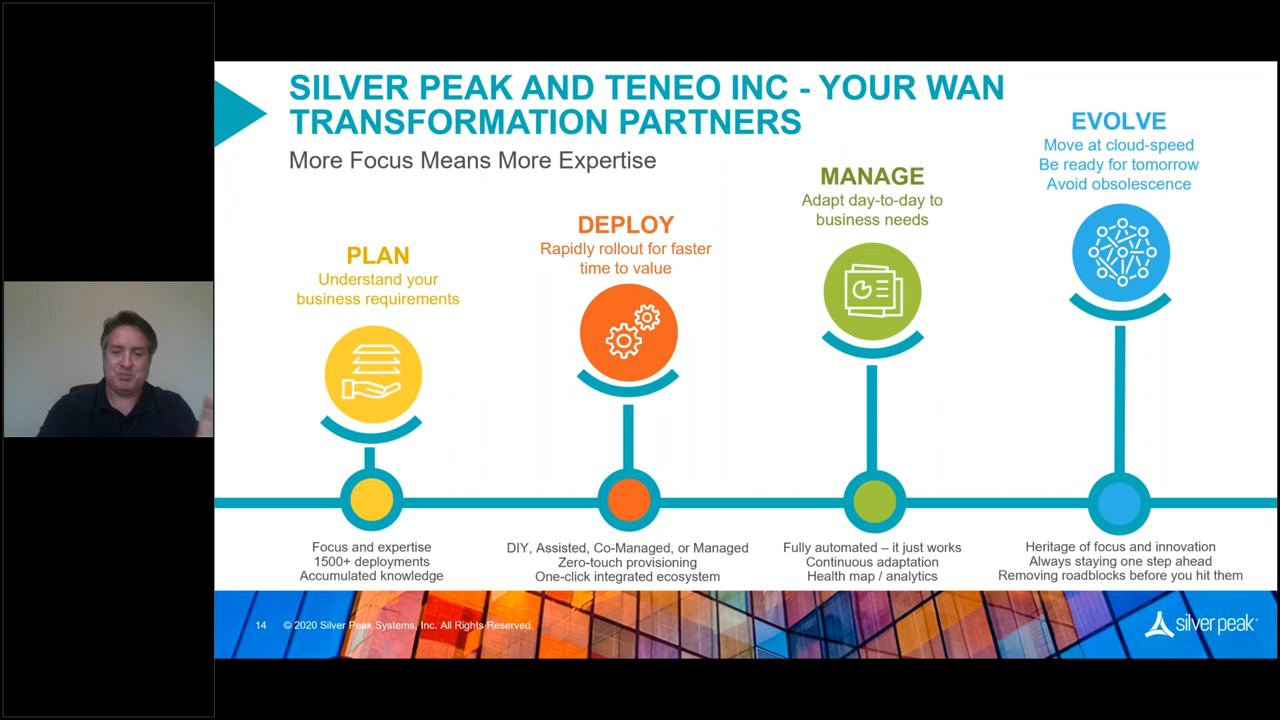 SILVER PEAK AND TENEO INC - YOUR WAN
TRANSFORMATION PARTNERS
More Focus Means More Expertise
PLAN
Understand your
business requirements
DEPLOY
Rapidly rollout for faster
time to value
MANAGE
Adapt day-to-day to
business needs
EVOLVE
Move at cloud-speed
Be ready for tomorrow
Avoid obsolescence
Focus and expertise
1500+ deployments
Accumulated knowledge
DIY, Assisted, Co-Managed, or Managed
Zero-touch provisioning
One-click integrated ecosystem
Fully automated – it just works
Continuous adaptation
Health map / analytics
Heritage of focus and innovation
Always staying one step ahead
Removing roadblocks before you hit them
14 © 2020 Silver Peak Systems, Inc. All Rights Reserved.
silver peak